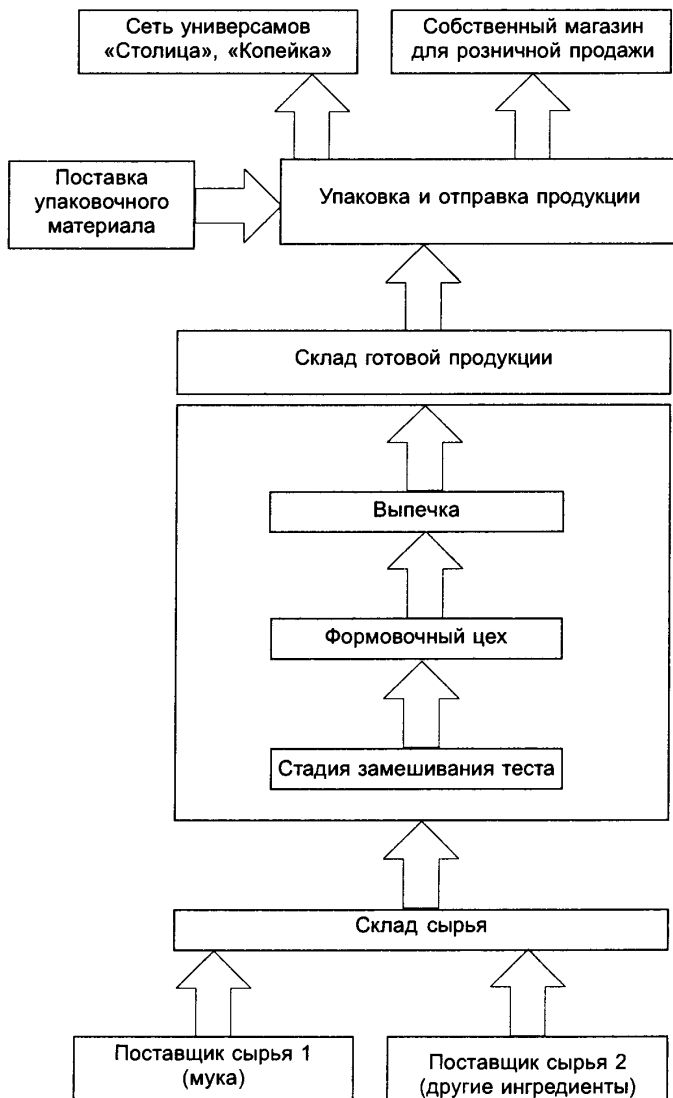 Сеть универсамов
«Столица», «Копейка»
Собственный магазин
для розничной продажи
Поставка
упаковочного
материала
Упаковка и отправка продукции
Склад готовой продукции
Выпечка
Формовочный цех
Стадия замешивания теста
Склад сырья
Поставщик сырья 1
(мука)
Поставщик сырья 2
(другие ингредиенты)